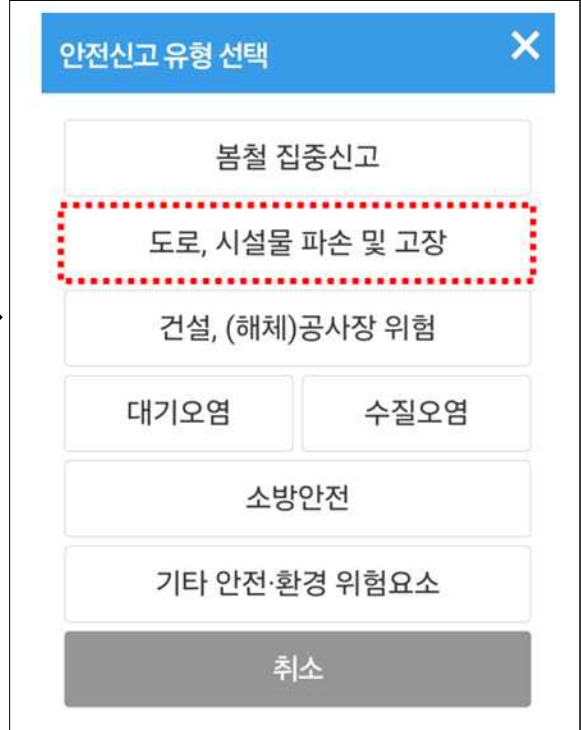 안전신고 유형 선택
봄철 집중신고
도로, 시설물 파손 및 고장
건설, (해체)공사장 위험
대기오염 수질오염
소방안전
기타 안전·환경 위험요소
취소